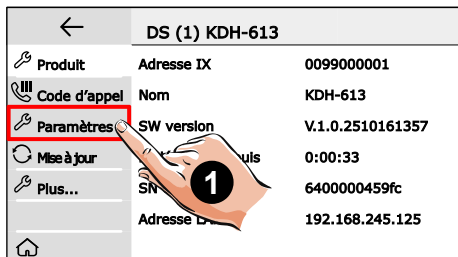 DS (1) KDH-613
Produit
Code d'appel
Paramètres
Mise à jour
Plus...
Adresse IX 0099000001
Nom KDH-613
SW version V.1.0.2510161357
0:00:33
SN 6400000459fc
Adresse 192.168.245.125
1